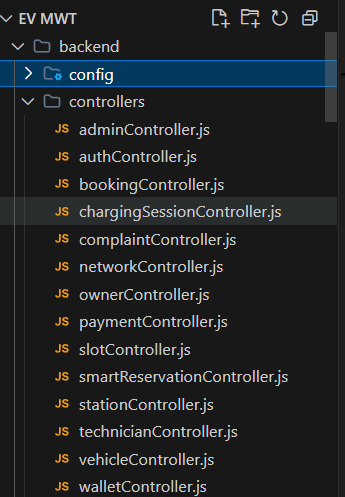 EV MWT
backend
config
controllers
JS adminController.js
JS authController.js
JS bookingController.js
JS chargingSessionController.js
JS complaintController.js
JS networkController.js
JS ownerController.js
JS paymentController.js
JS slotController.js
JS smartReservationController.js
JS stationController.js
JS technicianController.js
JS vehicleController.js
JS walletController.js